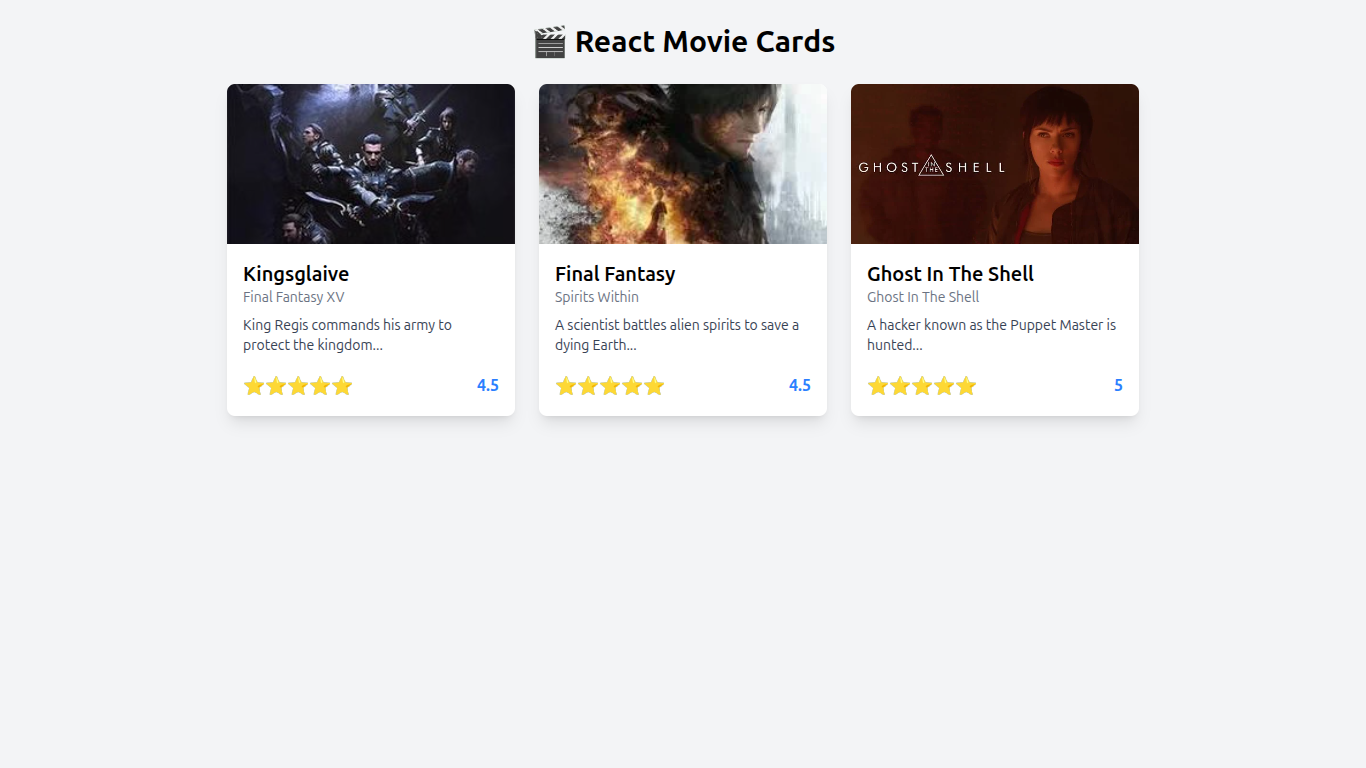 🎬 React Movie Cards
GHOST IN THE SHELL
Kingsglaive
Final Fantasy XV
King Regis commands his army to
protect the kingdom...
⭐⭐⭐⭐⭐ 4.5
Final Fantasy
Spirits Within
A scientist battles alien spirits to save a
dying Earth...
⭐⭐⭐⭐⭐ 4.5
Ghost In The Shell
Ghost In The Shell
A hacker known as the Puppet Master is
hunted...
⭐⭐⭐⭐⭐ 5